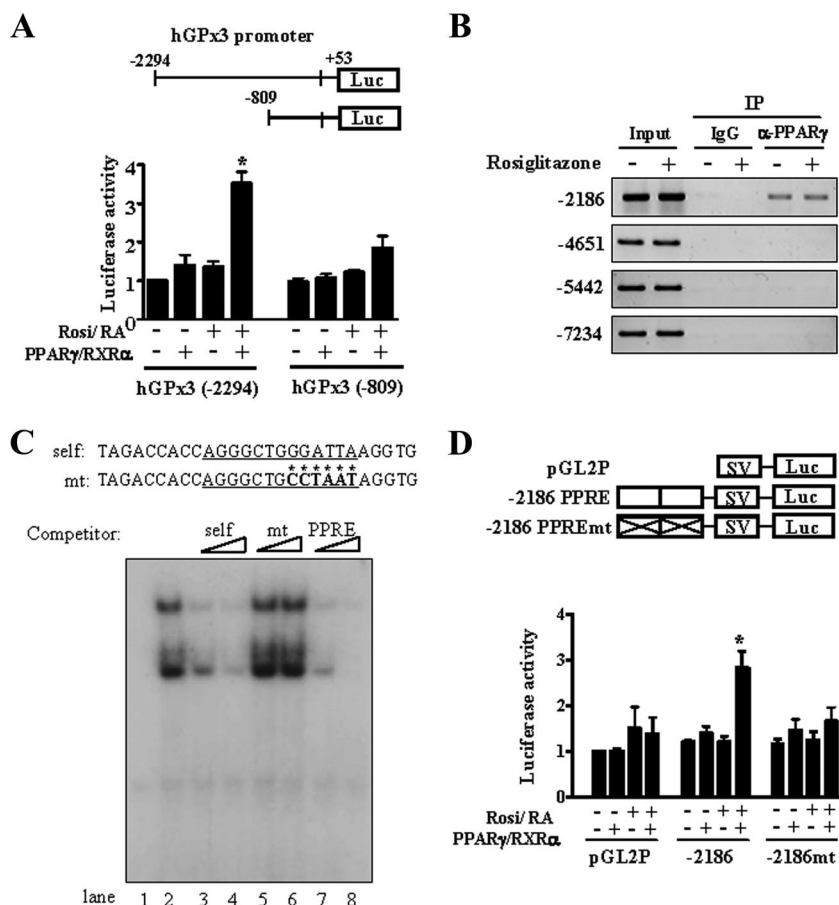 A
hGPx3 promoter
-2294
+53
Luc
-809
Luc
Luciferase activity
4
3
2
1
0
*
Rosi/RA - - + + - - + +
PPARγ/RXRα - + - + - + - +
hGPx3 (-2294) hGPx3 (-809)
B
IP
Input IgG α-PPARγ
Rosiglitazone - + - + - +
-2186
-4651
-5442
-7234
C
self: TAGACCACCAGGGCTGGGATTAAGGTG
******
mt: TAGACCACCAGGGCTGCCTAATAGGTG
Competitor: self mt PPRE
lane 1 2 3 4 5 6 7 8
D
pGL2P SV Luc
-2186 PPRE SV Luc
-2186 PPREmt SV Luc
Luciferase activity
4
3
2
1
0
*
Rosi/RA - - + + - - + + - - + +
PPARγ/RXRα - + - + - + - + - + - +
pGL2P -2186 -2186mt